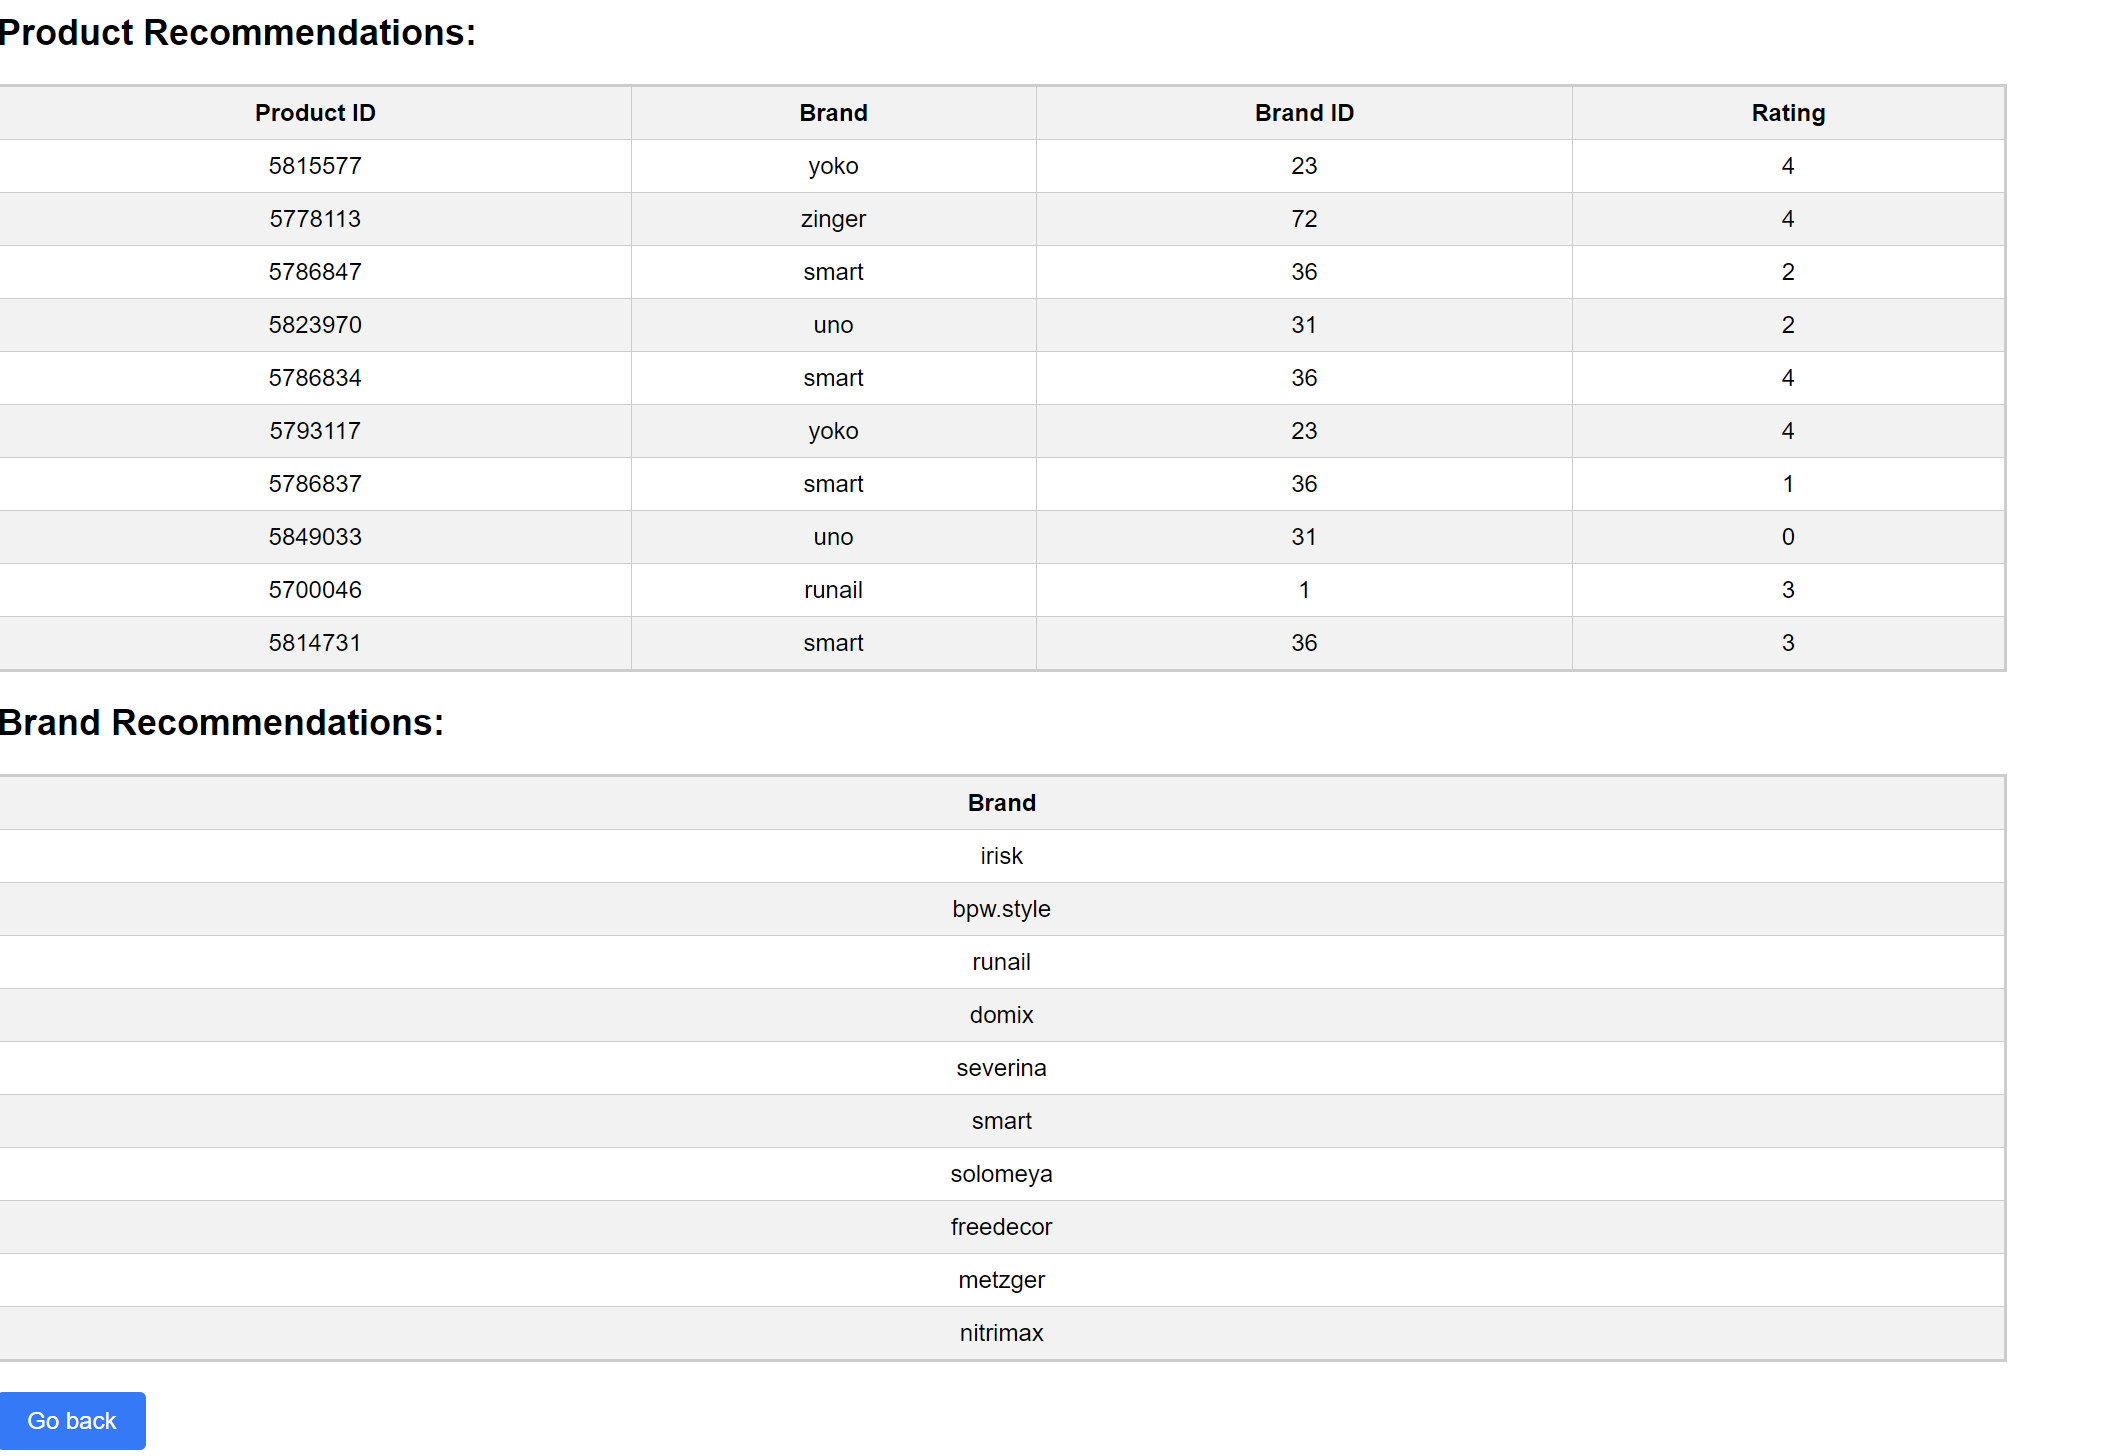 Product Recommendations:
Product ID Brand Brand ID Rating
5815577 yoko 23 4
5778113 zinger 72 4
5786847 smart 36 2
5823970 uno 31 2
5786834 smart 36 4
5793117 yoko 23 4
5786837 smart 36 1
5849033 uno 31 0
5700046 runail 1 3
5814731 smart 36 3
Brand Recommendations:
Brand
irisk
bpw.style
runail
domix
severina
smart
solomeya
freedecor
metzger
nitrimax
Go back